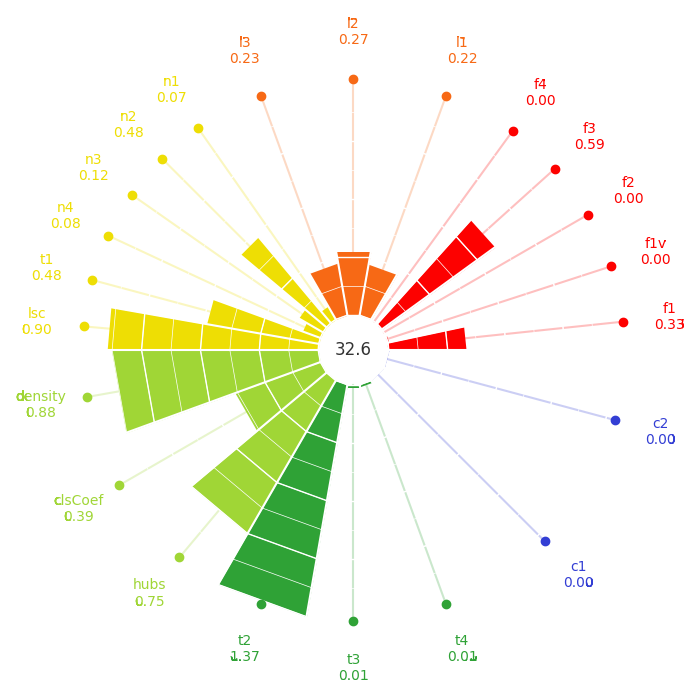 l2
0.27
l3
0.23
l1
0.22
n1
0.07
f4
0.00
n2
0.48
f3
0.59
n3
0.12
f2
0.00
n4
0.08
f1v
0.00
t1
0.48
f1
0.33
lsc
0.90
32.6
density
0.88
c2
0.00
clsCoef
0.39
c1
0.00
hubs
0.75
t2
1.37
t3
0.01
t4
0.01